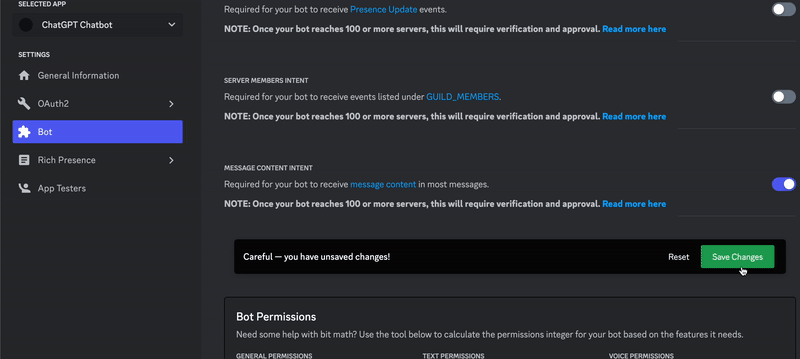 SELECTED APP
ChatGPT Chatbot
SETTINGS
General Information
OAuth2
Bot
Rich Presence
App Testers
Required for your bot to receive Presence Update events.
NOTE: Once your bot reaches 100 or more servers, this will require verification and approval. Read more here
SERVER MEMBERS INTENT
Required for your bot to receive events listed under GUILD_MEMBERS.
NOTE: Once your bot reaches 100 or more servers, this will require verification and approval. Read more here
MESSAGE CONTENT INTENT
Required for your bot to receive message content in most messages.
NOTE: Once your bot reaches 100 or more servers, this will require verification and approval. Read more here
Careful — you have unsaved changes!
Reset
Save Changes
Bot Permissions
Need some help with bit math? Use the tool below to calculate the permissions integer for your bot based on the features it needs.
GENERAL PERMISSIONS
TEXT PERMISSIONS
VOICE PERMISSIONS